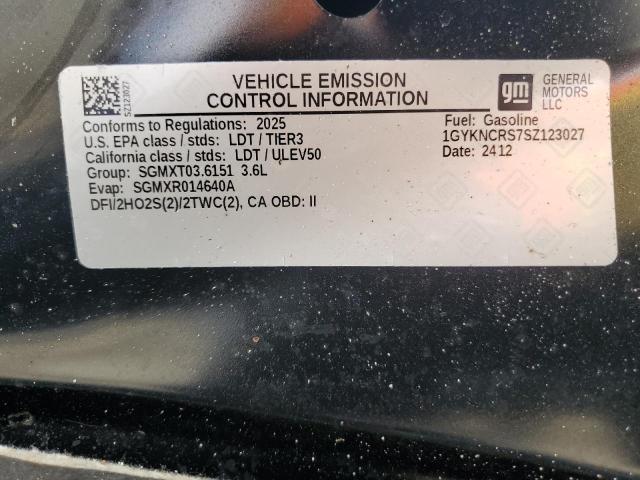 SZ123027
VEHICLE EMISSION
CONTROL INFORMATION
gm
GENERAL
MOTORS
LLC
Conforms to Regulations: 2025
U.S. EPA class / stds: LDT / TIER3
California class / stds: LDT / ULEV50
Group: SGMXT03.6151 3.6L
Evap: SGMXR014640A
DFI/2HO2S(2)/2TWC(2), CA OBD: II
Fuel: Gasoline
1GYKNCRS7SZ123027
Date: 2412